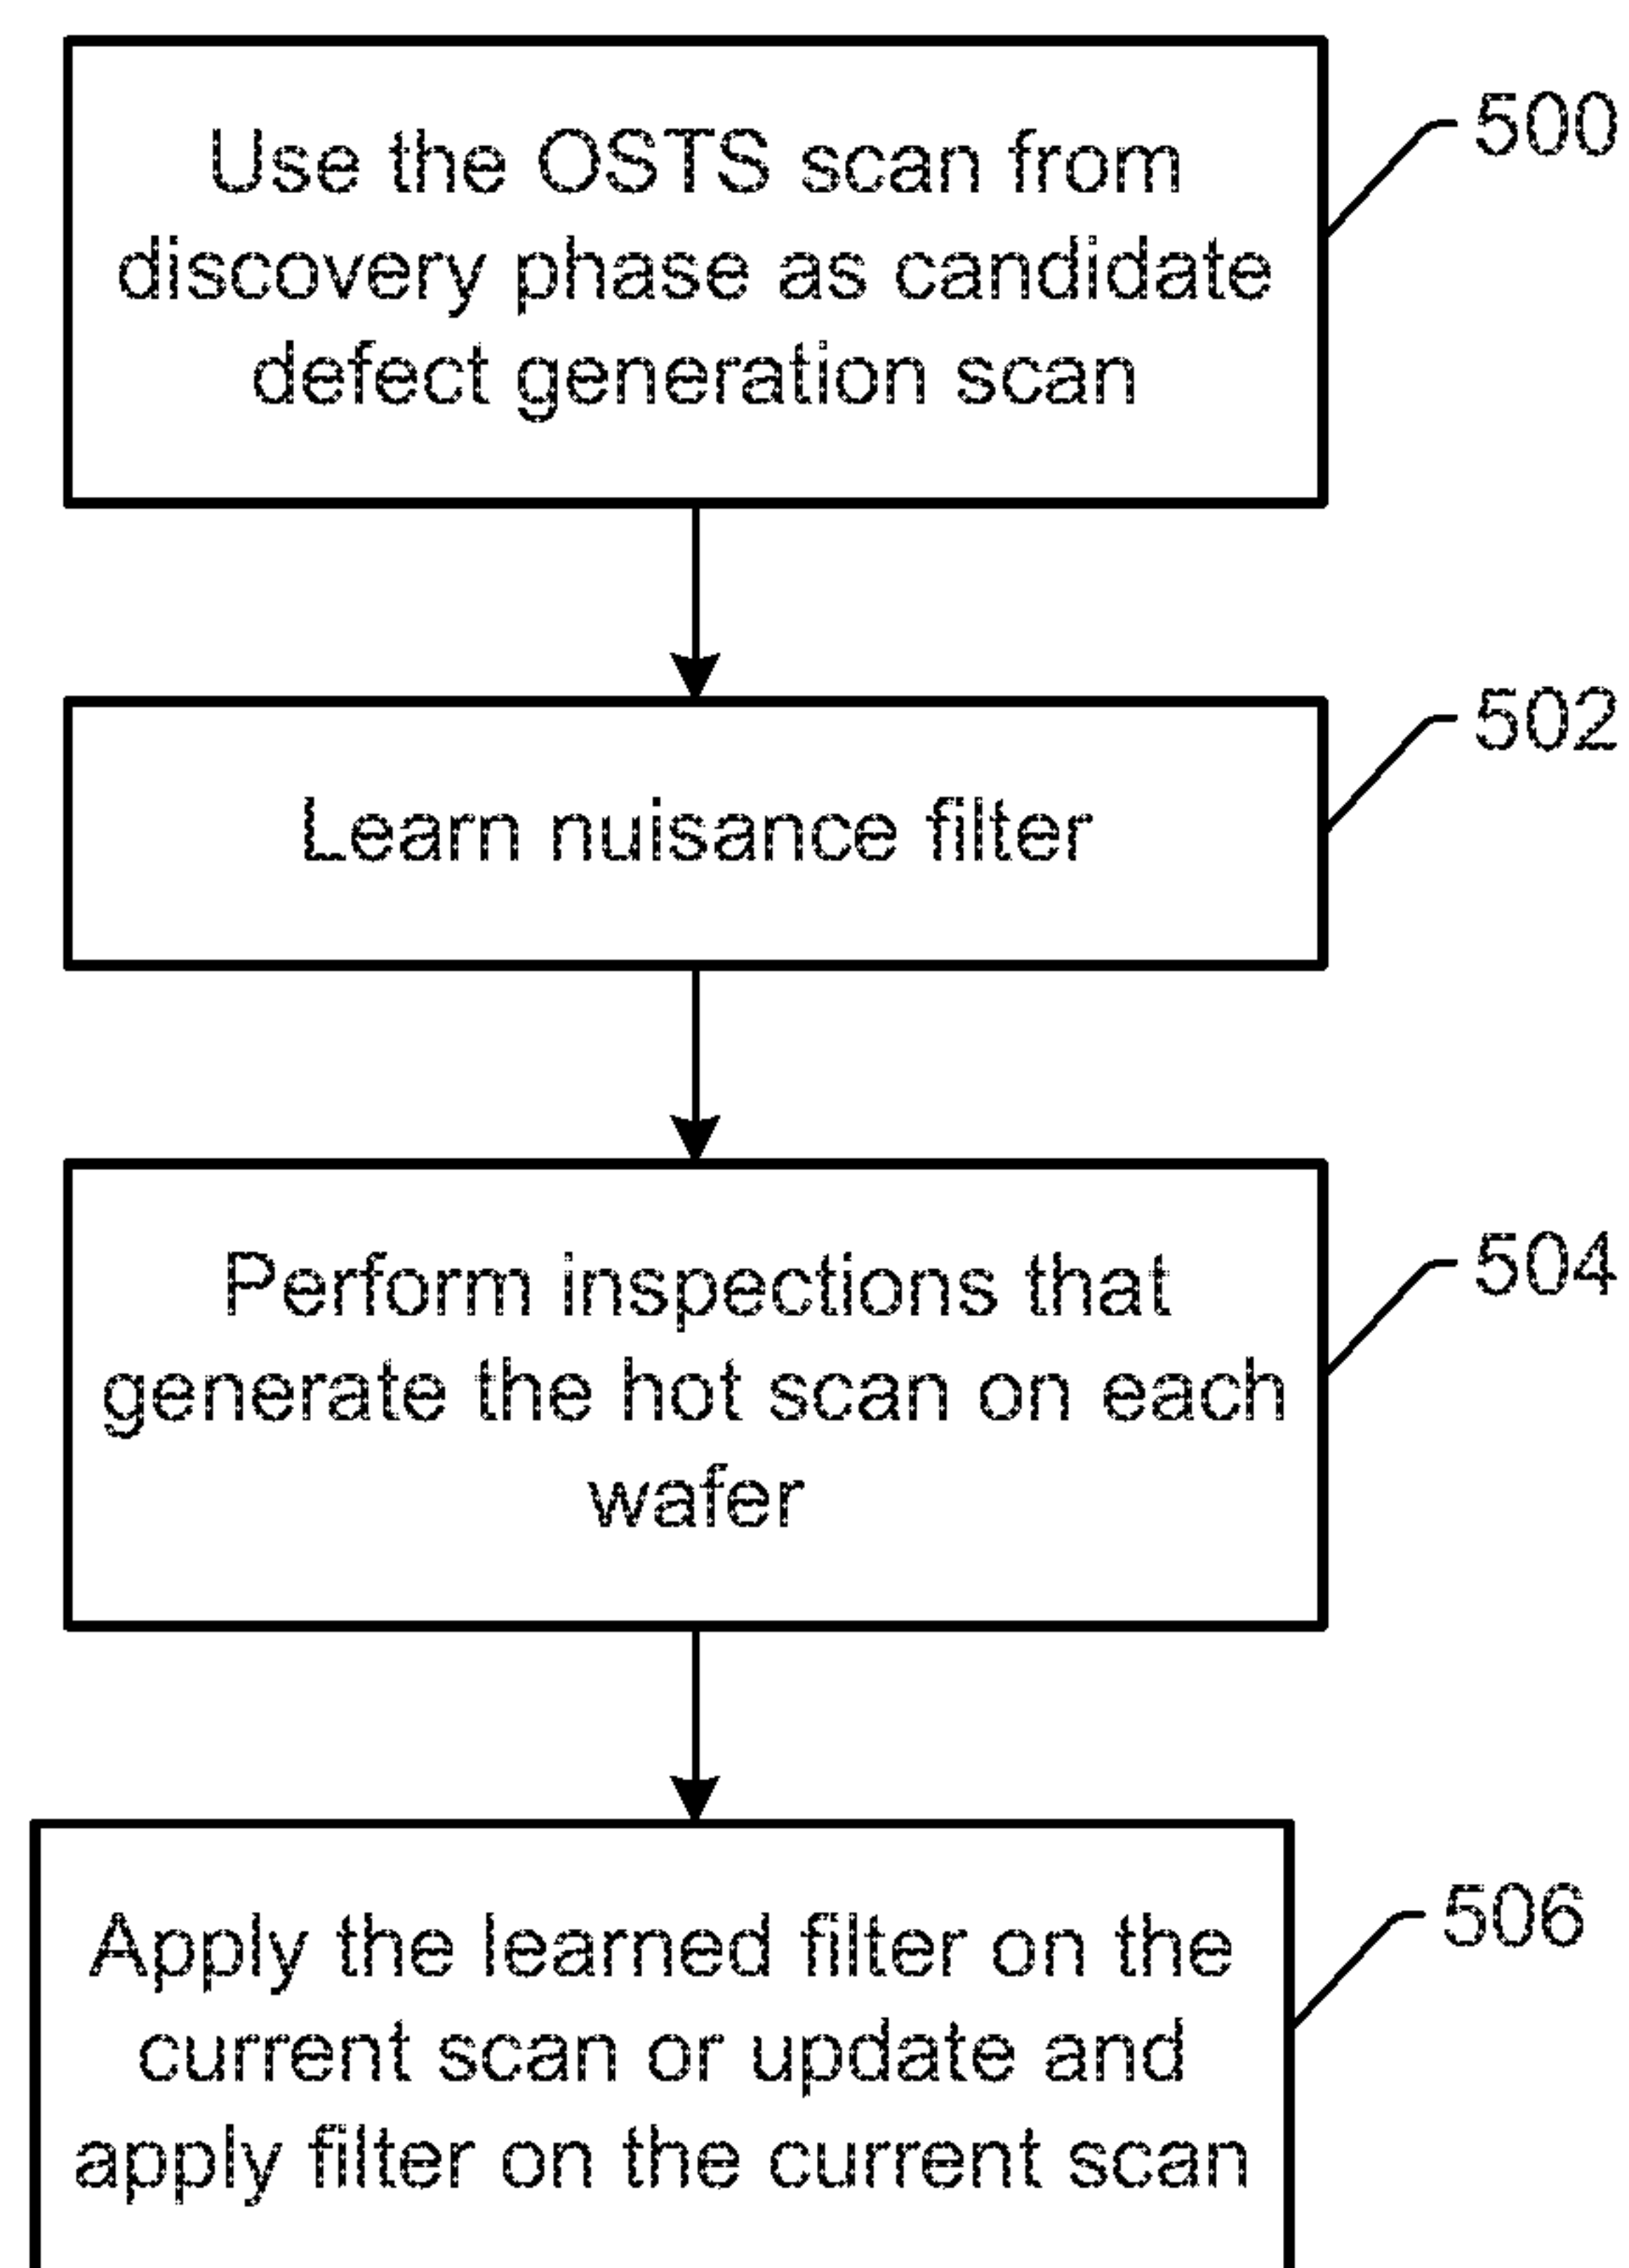 Use the OSTS scan from
discovery phase as candidate
defect generation scan
500
Learn nuisance filter
502
Perform inspections that
generate the hot scan on each
wafer
504
Apply the learned filter on the
current scan or update and
apply filter on the current scan
506